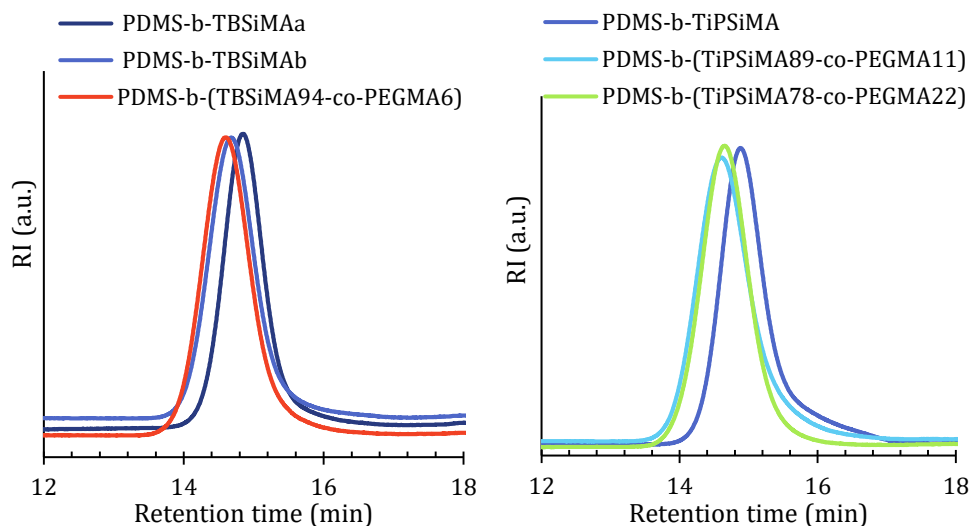 PDMS-b-TBSiMAa
PDMS-b-TBSiMAb
PDMS-b-(TBSiMA94-co-PEGMA6)
RI (a.u.)
12 14 16 18
Retention time (min)
PDMS-b-TiPSiMA
PDMS-b-(TiPSiMA89-co-PEGMA11)
PDMS-b-(TiPSiMA78-co-PEGMA22)
RI (a.u.)
12 14 16 18
Retention time (min)